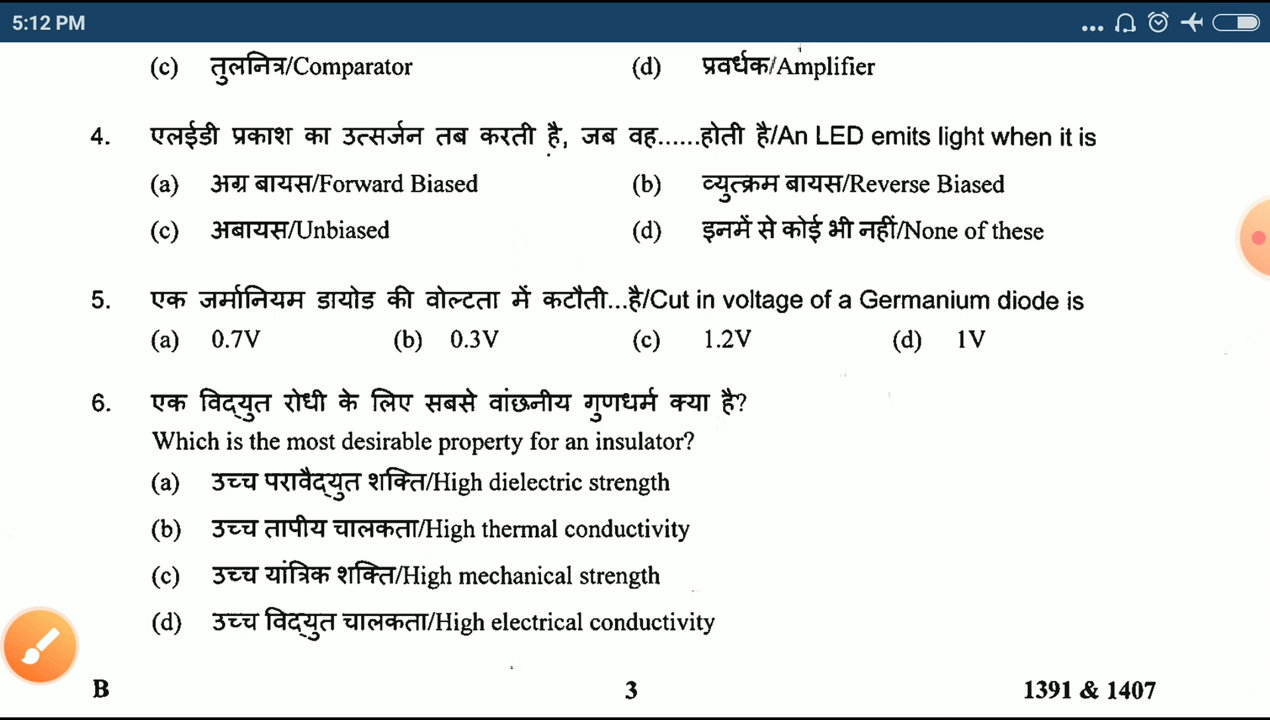 5:12 PM
(c) तुलनित्र/Comparator (d) प्रवर्धक/Amplifier
4. एलईडी प्रकाश का उत्सर्जन तब करती है, जब वह......होती है/An LED emits light when it is
(a) अग्र बायस/Forward Biased (b) व्युत्क्रम बायस/Reverse Biased
(c) अबायस/Unbiased (d) इनमें से कोई भी नहीं/None of these
5. एक जर्मानियम डायोड की वोल्टता में कटौती...है/Cut in voltage of a Germanium diode is
(a) 0.7V (b) 0.3V (c) 1.2V (d) 1V
6. एक विद्युत रोधी के लिए सबसे वांछनीय गुणधर्म क्या है?
Which is the most desirable property for an insulator?
(a) उच्च परावैद्युत शक्ति/High dielectric strength
(b) उच्च तापीय चालकता/High thermal conductivity
(c) उच्च यांत्रिक शक्ति/High mechanical strength
(d) उच्च विद्युत चालकता/High electrical conductivity
B 3 1391 & 1407